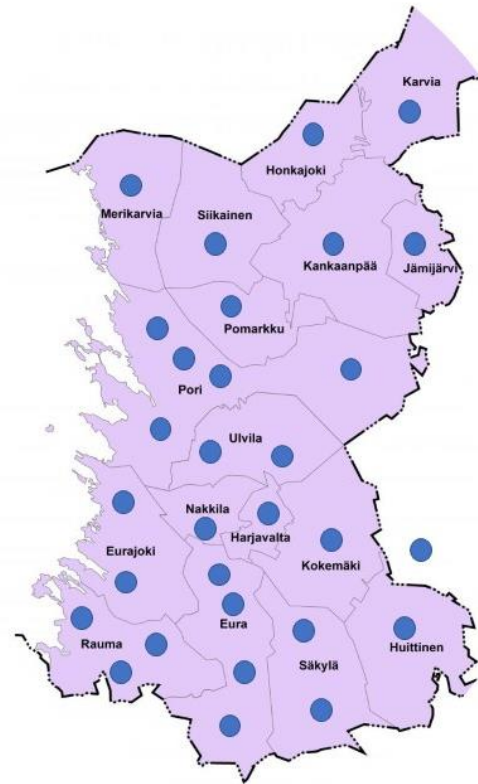 Karvia
Honkajoki
Merikarvia
Siikainen
Kankaanpää
Jämijärvi
Pomarkku
Pori
Ulvila
Nakkila
Harjavalta
Kokemäki
Eurajoki
Eura
Rauma
Säkylä
Huittinen